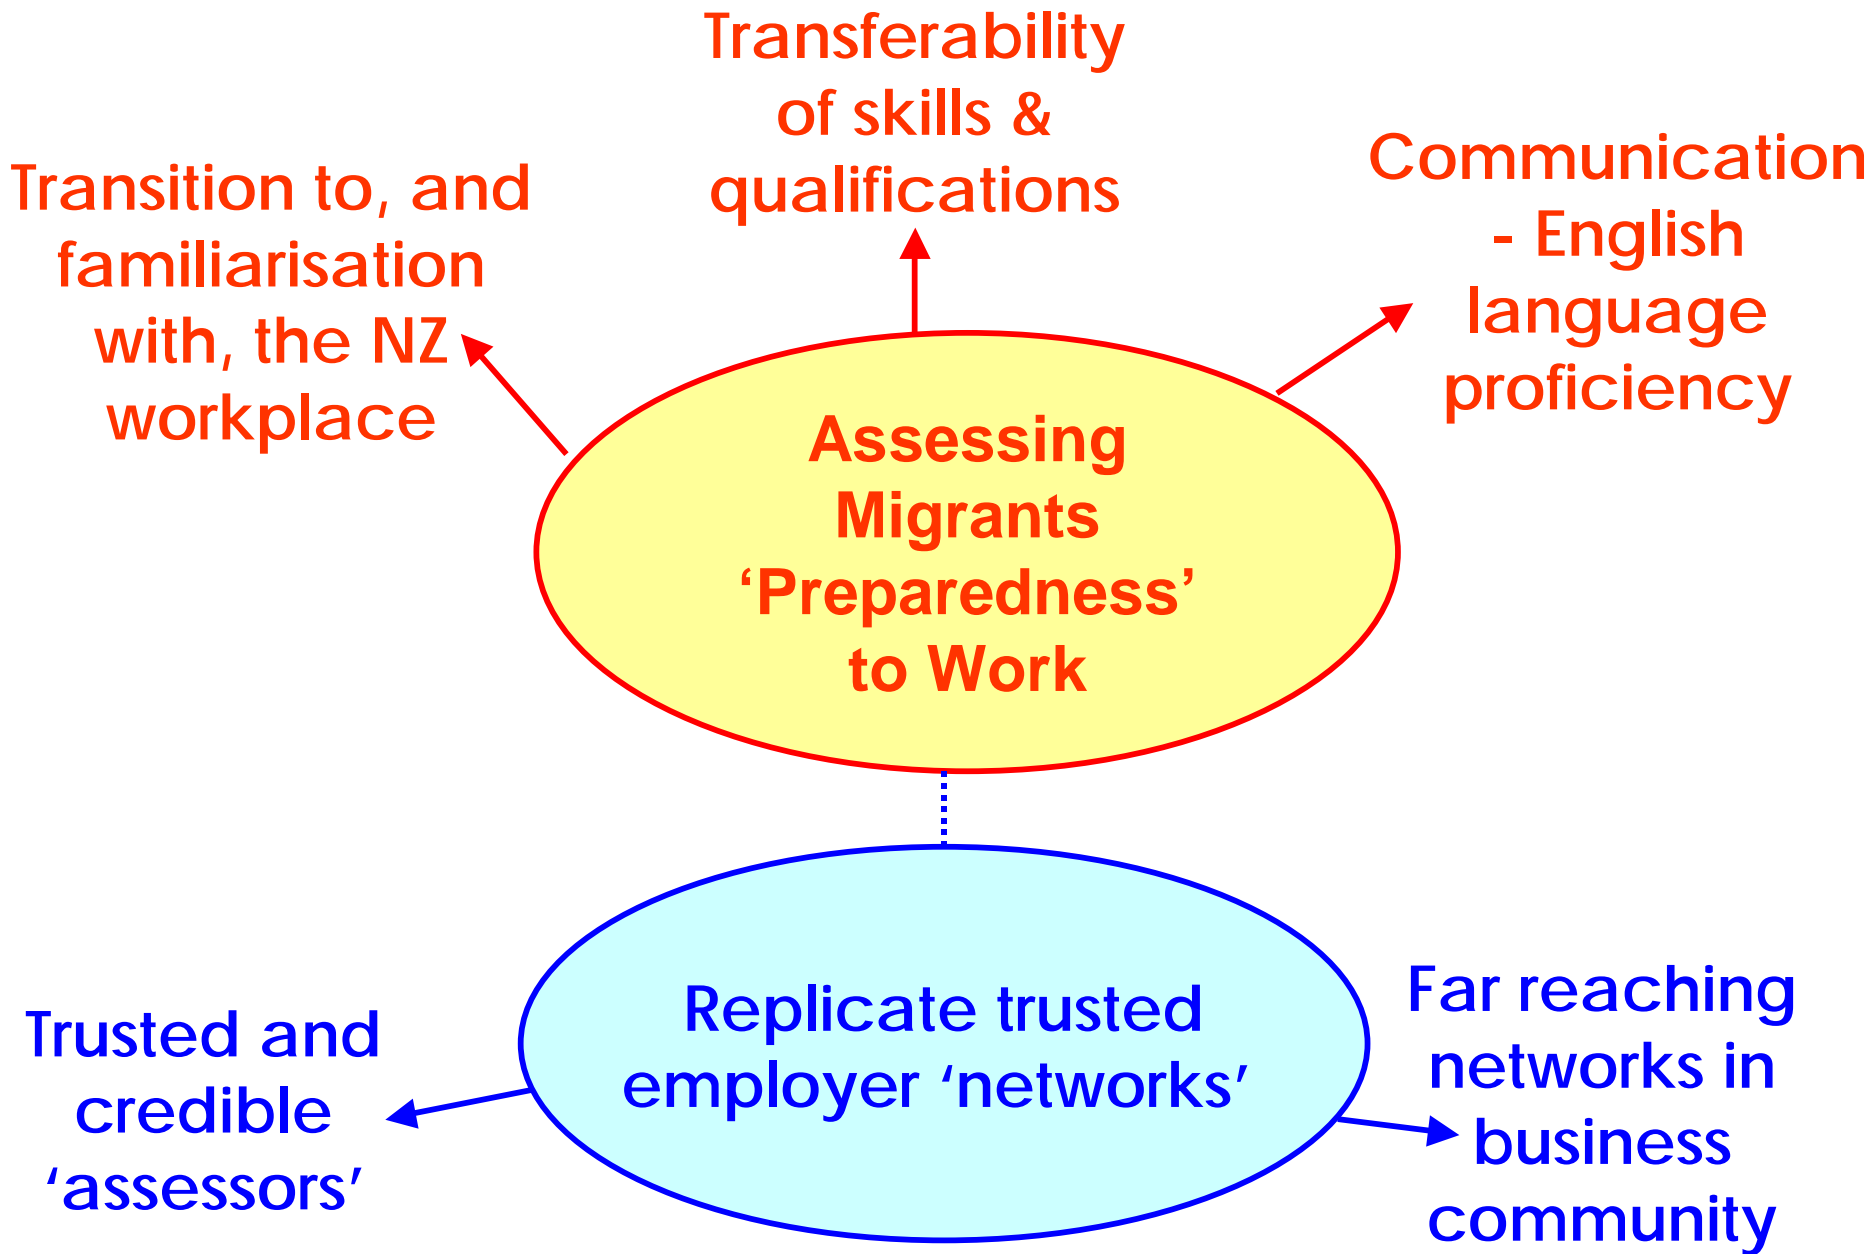 Transferability
of skills &
qualifications
Transition to, and
familiarisation
with, the NZ
workplace
Communication
- English
language
proficiency
Assessing
Migrants
‘Preparedness’
to Work
Replicate trusted
employer ‘networks’
Trusted and
credible
‘assessors’
Far reaching
networks in
business
community